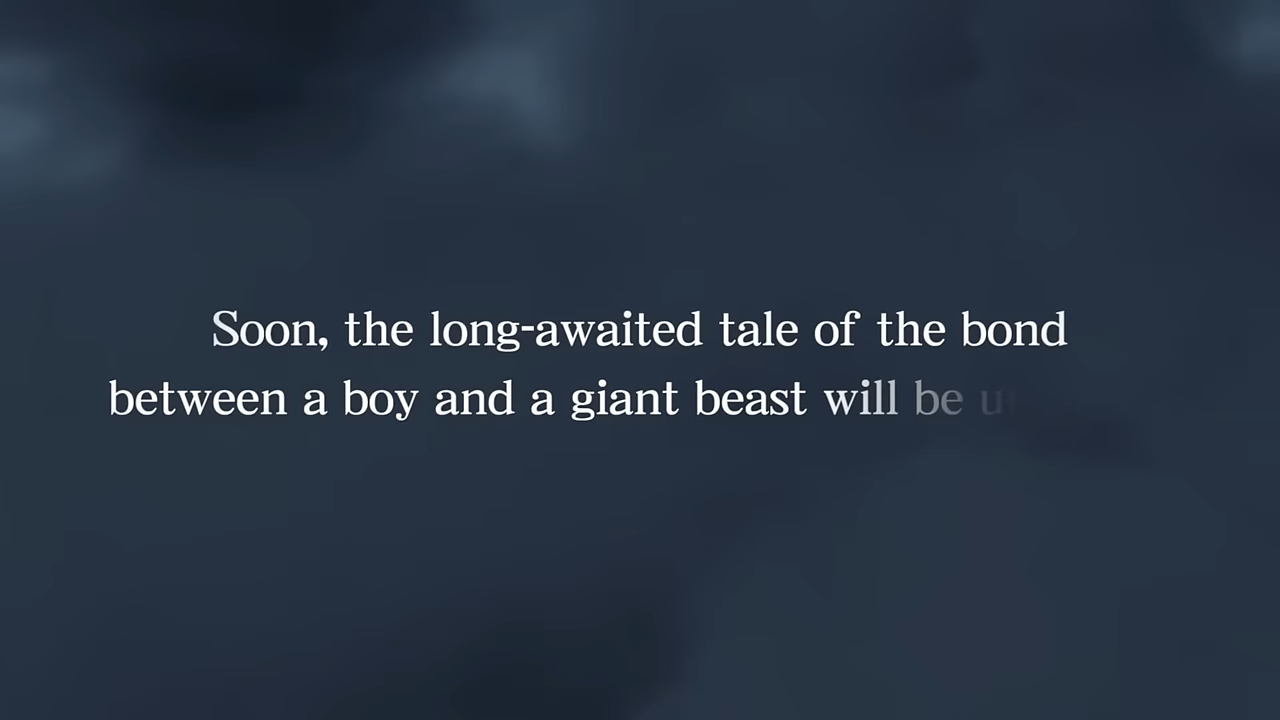 Soon, the long-awaited tale of the bond
between a boy and a giant beast will be